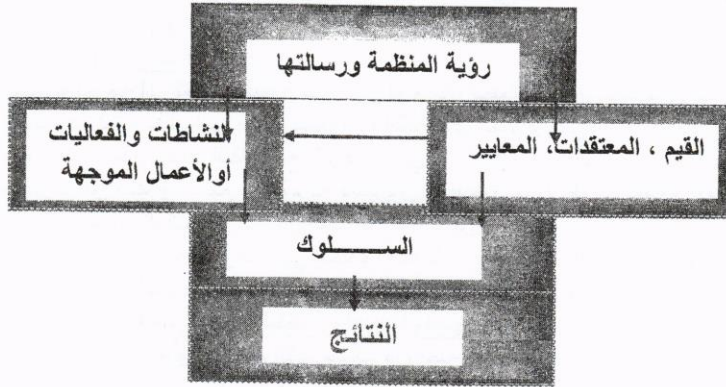 رؤية المنظمة ورسالتها
القيم ، المعتقدات، المعايير
النشاطات والفعاليات
أوالأعمال الموجهة
الســـــلوك
النتائج